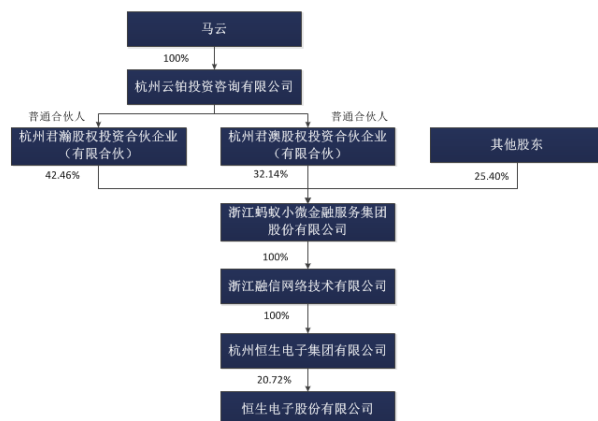 马云
100%
杭州云铂投资咨询有限公司
普通合伙人
普通合伙人
杭州君瀚股权投资合伙企业
（有限合伙）
杭州君澳股权投资合伙企业
（有限合伙）
其他股东
42.46%
32.14%
25.40%
浙江蚂蚁小微金融服务集团
股份有限公司
100%
浙江融信网络技术有限公司
100%
杭州恒生电子集团有限公司
20.72%
恒生电子股份有限公司